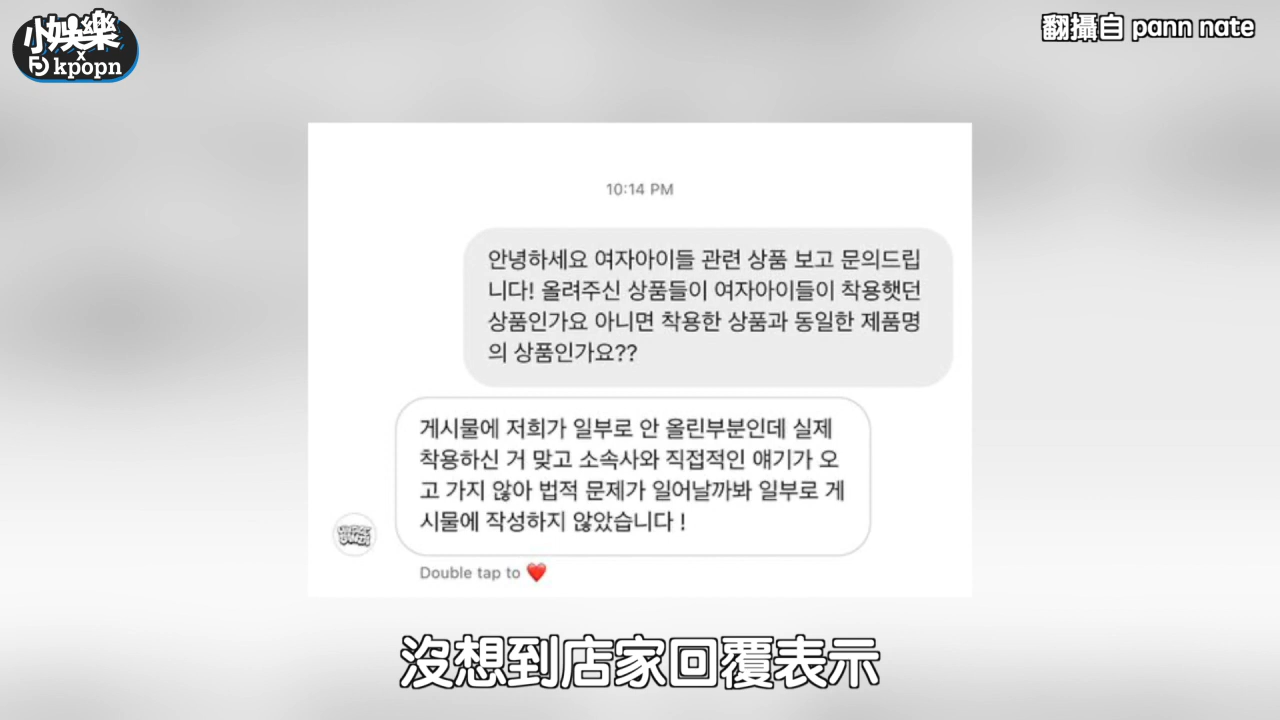 小娛樂
x
kpopn
翻攝自 pann nate
10:14 PM
안녕하세요 여자아이들 관련 상품 보고 문의드립
니다! 올려주신 상품들이 여자아이들이 착용했던
상품인가요 아니면 착용한 상품과 동일한 제품명
의 상품인가요??
게시물에 저희가 일부로 안 올린부분인데 실제
착용하신 거 맞고 소속사와 직접적인 얘기가 오
고 가지 않아 법적 문제가 일어날까봐 일부로 게
시물에 작성하지 않았습니다 !
Double tap to ❤️
沒想到店家回覆表示